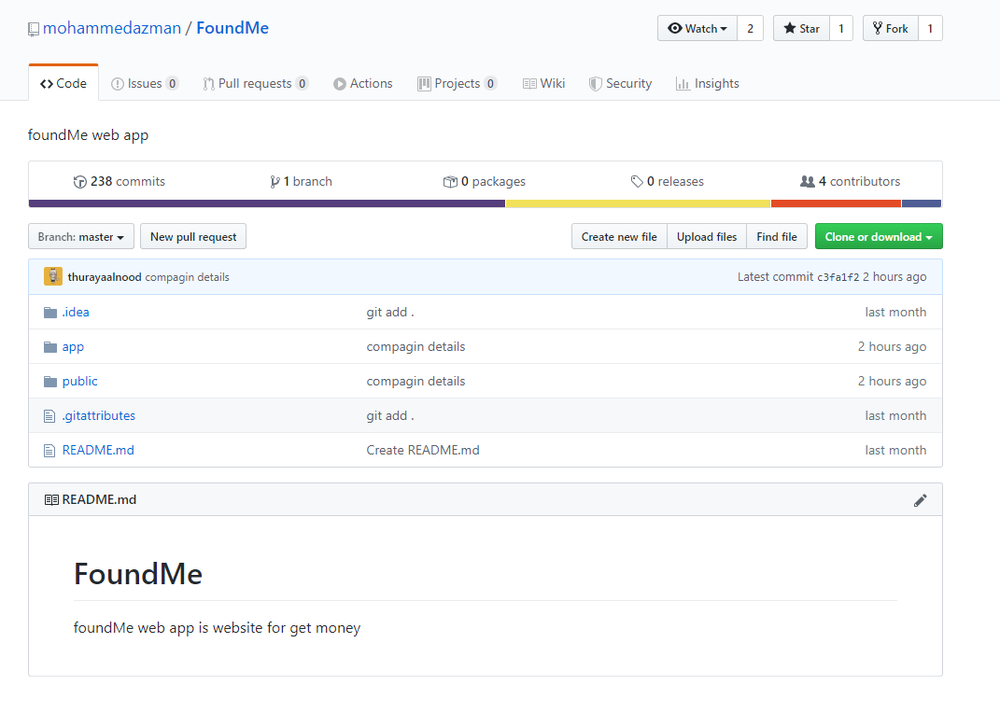 mohammedazman / FoundMe
Watch 2 Star 1 Fork 1
Code Issues 0 Pull requests 0 Actions Projects 0 Wiki Security Insights
foundMe web app
238 commits 1 branch 0 packages 0 releases 4 contributors
Branch: master New pull request Create new file Upload files Find file Clone or download
thurayaalnood compagin details Latest commit c3fa1f2 2 hours ago
.idea git add . last month
app compagin details 2 hours ago
public compagin details 2 hours ago
.gitattributes git add . last month
README.md Create README.md last month
README.md
FoundMe
foundMe web app is website for get money